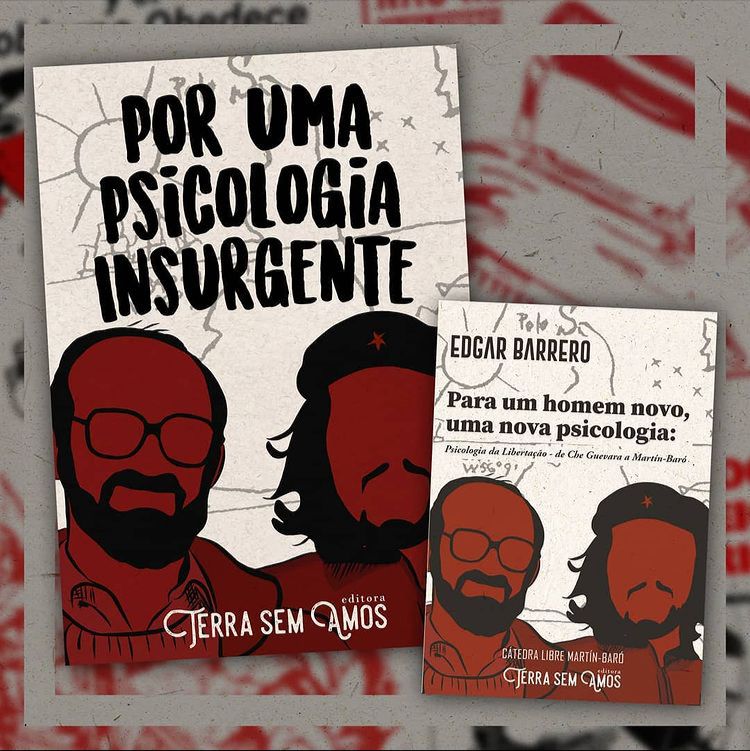 Obedece
POR UMA
PSICOLOGIA
INSURGENTE
editora
TERRA SEM AMOS
EDGAR BARRERO
Para um homem novo,
uma nova psicologia:
Psicologia da Libertação - de Che Guevara a Martín-Baró
CÁTEDRA LIBRE MARTÍN-BARÓ
editora
TERRA SEM AMOS